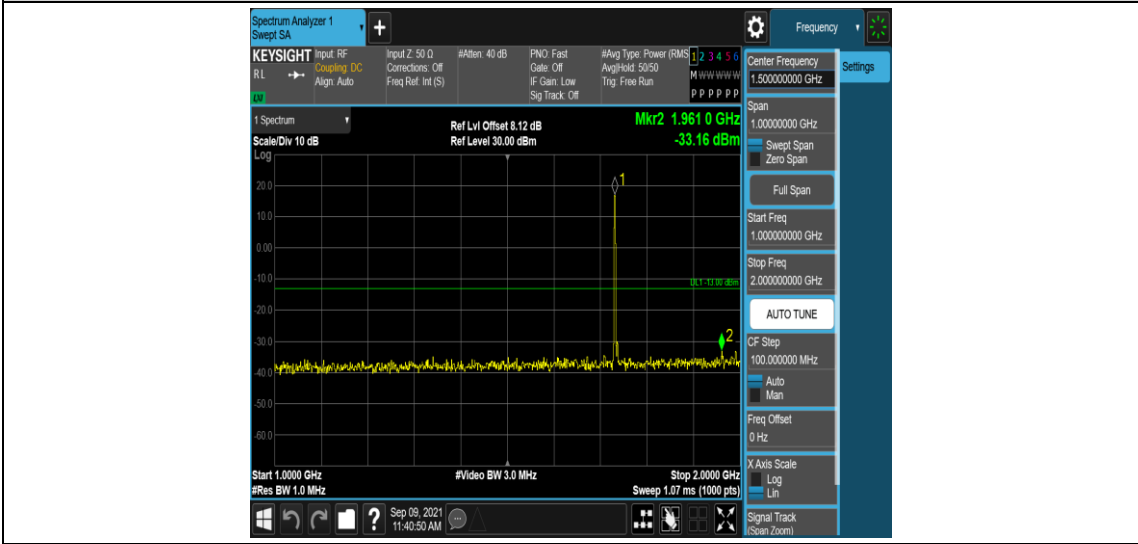 Spectrum Analyzer 1
Swept SA
+
Frequency
KEYSIGHT
RL
LNI
Input: RF
Coupling: DC
Align: Auto
Input Z: 50 Ω
Corrections: Off
Freq Ref: Int (S)
#Atten: 40 dB
PNO: Fast
Gate: Off
IF Gain: Low
Sig Track: Off
#Avg Type: Power (RMS
Avg|Hold: 50/50
Trig: Free Run
1 2 3 4 5 6
M W W W W W
P P P P P P
Center Frequency
1.500000000 GHz
Settings
Span
1.00000000 GHz
Swept Span
Zero Span
Full Span
Start Freq
1.000000000 GHz
Stop Freq
2.000000000 GHz
AUTO TUNE
CF Step
100.000000 MHz
Auto
Man
Freq Offset
0 Hz
X Axis Scale
Log
Lin
Signal Track
(Span Zoom)
1 Spectrum
Scale/Div 10 dB
Ref Lvl Offset 8.12 dB
Ref Level 30.00 dBm
Mkr2 1.961 0 GHz
-33.16 dBm
Log
1
20.0
10.0
0.00
-10.0
DL1 -13.00 dBm
-20.0
-30.0
2
-40.0
-50.0
-60.0
Start 1.0000 GHz
#Video BW 3.0 MHz
Stop 2.0000 GHz
#Res BW 1.0 MHz
Sweep 1.07 ms (1000 pts)
?
Sep 09, 2021
11:40:50 AM